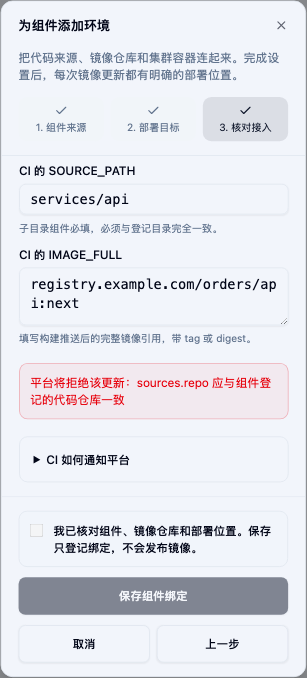 为组件添加环境
把代码来源、镜像仓库和集群容器连起来。完成设
置后，每次镜像更新都有明确的部署位置。
1. 组件来源
2. 部署目标
3. 核对接入
CI 的 SOURCE_PATH
services/api
子目录组件必填，必须与登记目录完全一致。
CI 的 IMAGE_FULL
registry.example.com/orders/ap
i:next
填写构建推送后的完整镜像引用，带 tag 或 digest。
平台将拒绝该更新：sources.repo 应与组件登
记的代码仓库一致
CI 如何通知平台
我已核对组件、镜像仓库和部署位置。保存
只登记绑定，不会发布镜像。
保存组件绑定
取消
上一步